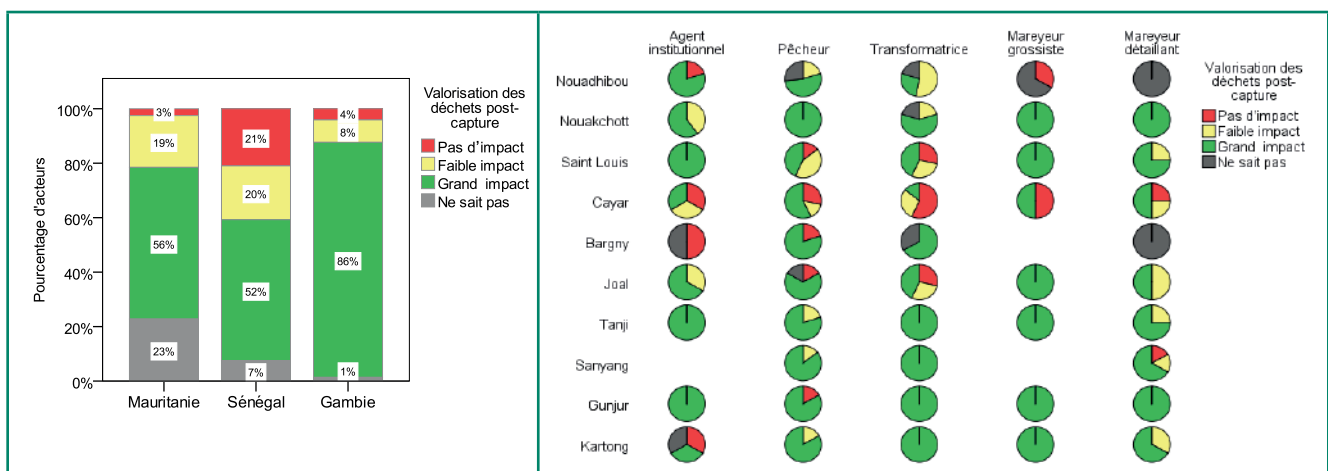 Pourcentage d'acteurs
100%
80%
60%
40%
20%
0%
3%
19%
56%
23%
21%
20%
52%
7%
4%
8%
86%
1%
Mauritanie Sénégal Gambie
Valorisation des
déchets post-
capture
Pas d'impact
Faible impact
Grand impact
Ne sait pas
Agent
institutionnel
Pêcheur
Transformatrice
Mareyeur
grossiste
Mareyeur
détaillant
Nouadhibou
Nouakchott
Saint Louis
Cayar
Bargny
Joal
Tanji
Sanyang
Gunjur
Kartong
Valorisation des
déchets post-
capture
Pas d'impact
Faible impact
Grand impact
Ne sait pas